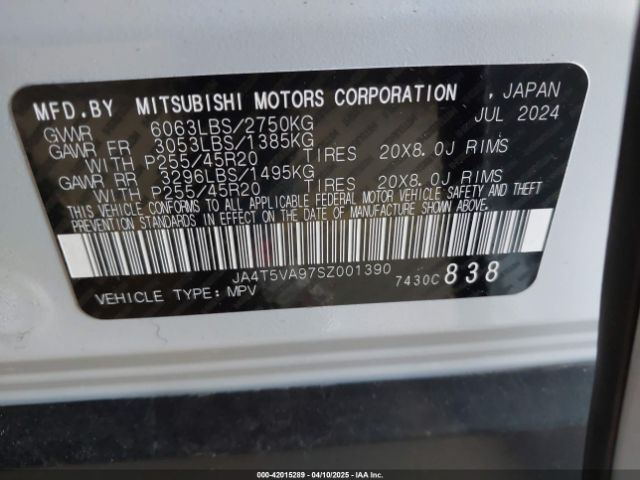 MFD.BY MITSUBISHI MOTORS CORPORATION , JAPAN
GVWR 6063LBS/2750KG JUL 2024
GAWR FR 3053LBS/1385KG
WITH P255/45R20 TIRES 20X8.0J RIMS
GAWR RR 3296LBS/1495KG
WITH P255/45R20 TIRES 20X8.0J RIMS
THIS VEHICLE CONFORMS TO ALL APPLICABLE FEDERAL MOTOR VEHICLE SAFETY AND THEFT
PREVENTION STANDARDS IN EFFECT ON THE DATE OF MANUFACTURE SHOWN ABOVE.
JA4T5VA97SZ001390
VEHICLE TYPE: MPV 7430C 838
000-42015289 04/10/2025 IAAI.CA